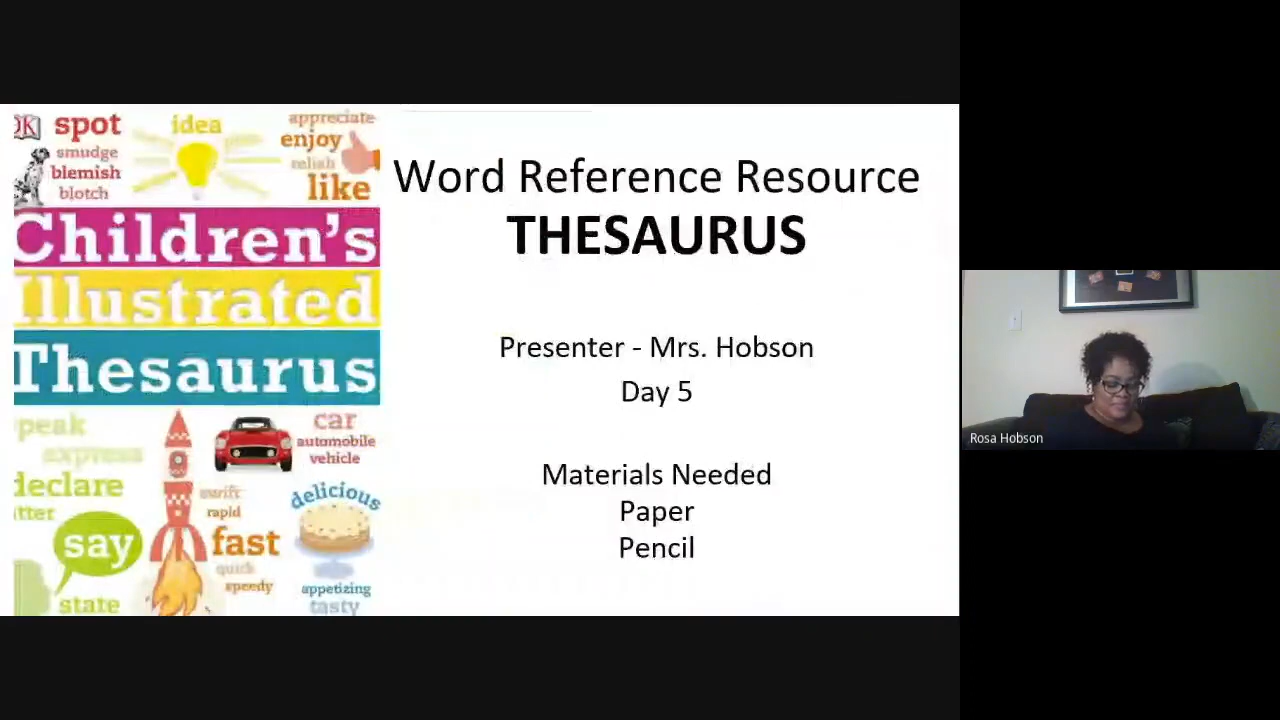 DK
spot
smudge
blemish
blotch
idea
appreciate
enjoy
relish
like
Children's
Illustrated
Thesaurus
express
declare
say
state
swift
rapid
fast
quick
speedy
car
automobile
vehicle
delicious
appetizing
tasty
Word Reference Resource
THESAURUS
Presenter - Mrs. Hobson
Day 5
Materials Needed
Paper
Pencil
Rosa Hobson